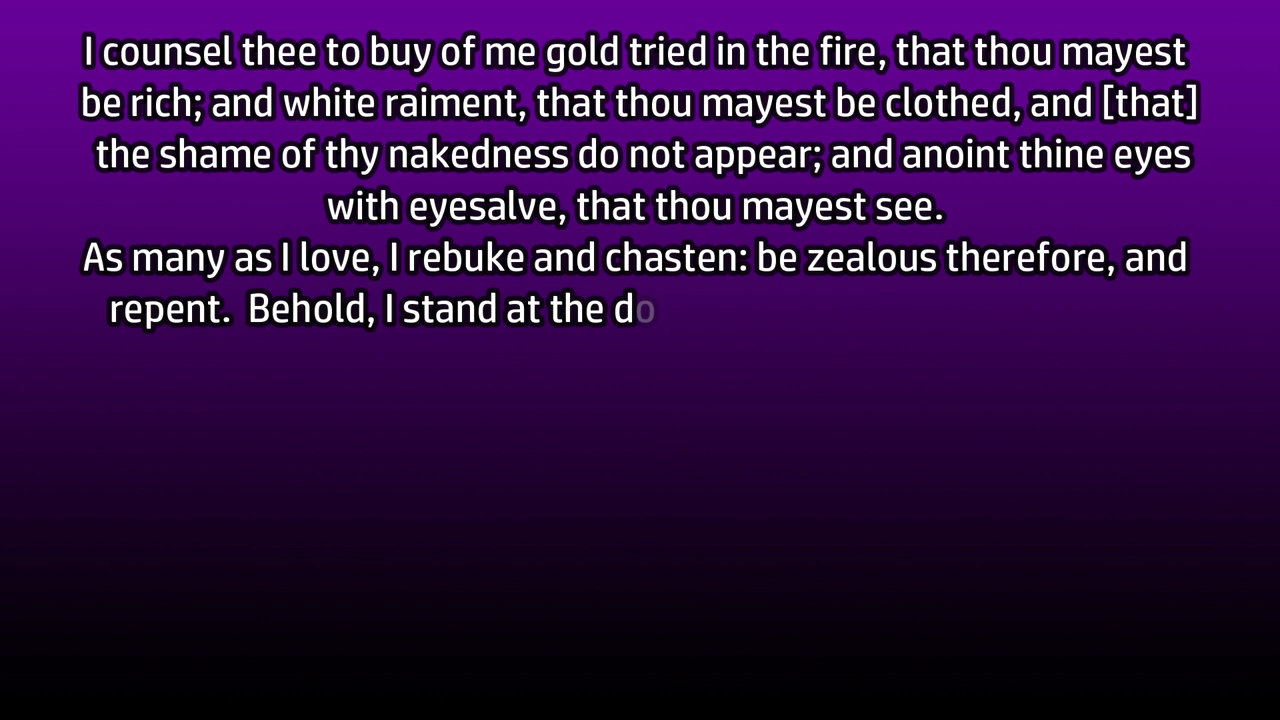 I counsel thee to buy of me gold tried in the fire, that thou mayest
be rich; and white raiment, that thou mayest be clothed, and [that]
the shame of thy nakedness do not appear; and anoint thine eyes
with eyesalve, that thou mayest see.
As many as I love, I rebuke and chasten: be zealous therefore, and
repent.  Behold, I stand at the do